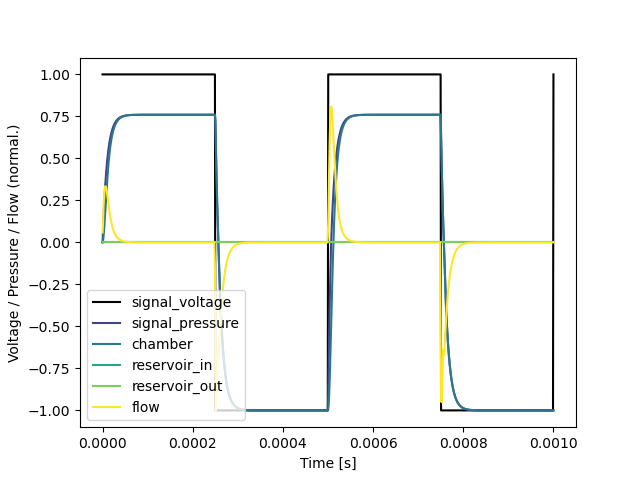 Voltage / Pressure / Flow (normal.)
1.00
0.75
0.50
0.25
0.00
−0.25
−0.50
−0.75
−1.00
signal_voltage
signal_pressure
chamber
reservoir_in
reservoir_out
flow
0.0000 0.0002 0.0004 0.0006 0.0008 0.0010
Time [s]